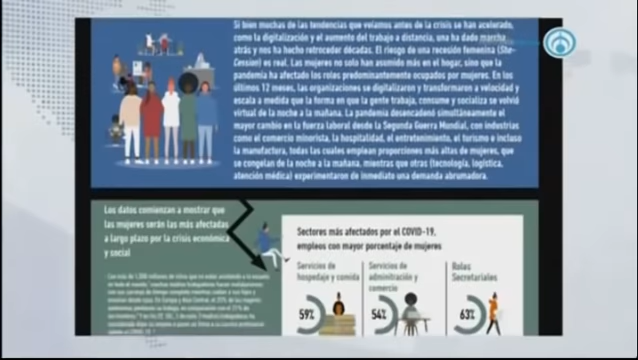 Si bien muchas de las tendencias que veíamos antes de la crisis se han acelerado,
como la digitalización y el aumento del trabajo a distancia, una ha dado marcha
atrás y nos ha hecho retroceder décadas. El riesgo de una recesión femenina (She-
Cession) es real. Las mujeres no solo han asumido más en el hogar, sino que la
pandemia ha afectado los roles predominantemente ocupados por mujeres. En los
últimos 12 meses, las organizaciones se digitalizaron y transformaron a velocidad y
escala a medida que la forma en que la gente trabaja, consume y socializa se volvió
virtual de la noche a la mañana. La pandemia desencadenó simultáneamente el
mayor cambio en la fuerza laboral desde la Segunda Guerra Mundial, con industrias
como el comercio minorista, la hospitalidad, el entretenimiento, el turismo e incluso
la manufactura, todas las cuales emplean proporciones más altas de mujeres, que
se congelan de la noche a la mañana, mientras que otras (tecnología, logística,
atención médica) experimentaron de inmediato una demanda abrumadora.
Los datos comienzan a mostrar que
las mujeres serán las más afectadas
a largo plazo por la crisis económica
y social
Sectores más afectados por el COVID-19,
empleos con mayor porcentaje de mujeres
Servicios de
hospedaje y comida
59%
Servicios de
administración y
comercio
54%
Roles
Secretariales
63%